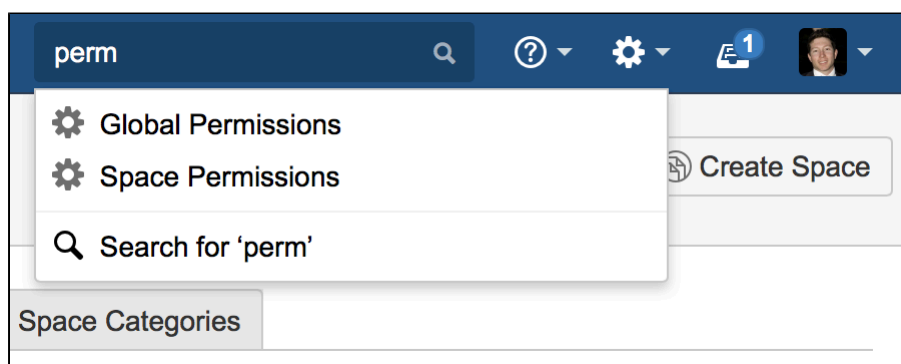 perm
1
Global Permissions
Space Permissions
Create Space
Search for ‘perm’
Space Categories